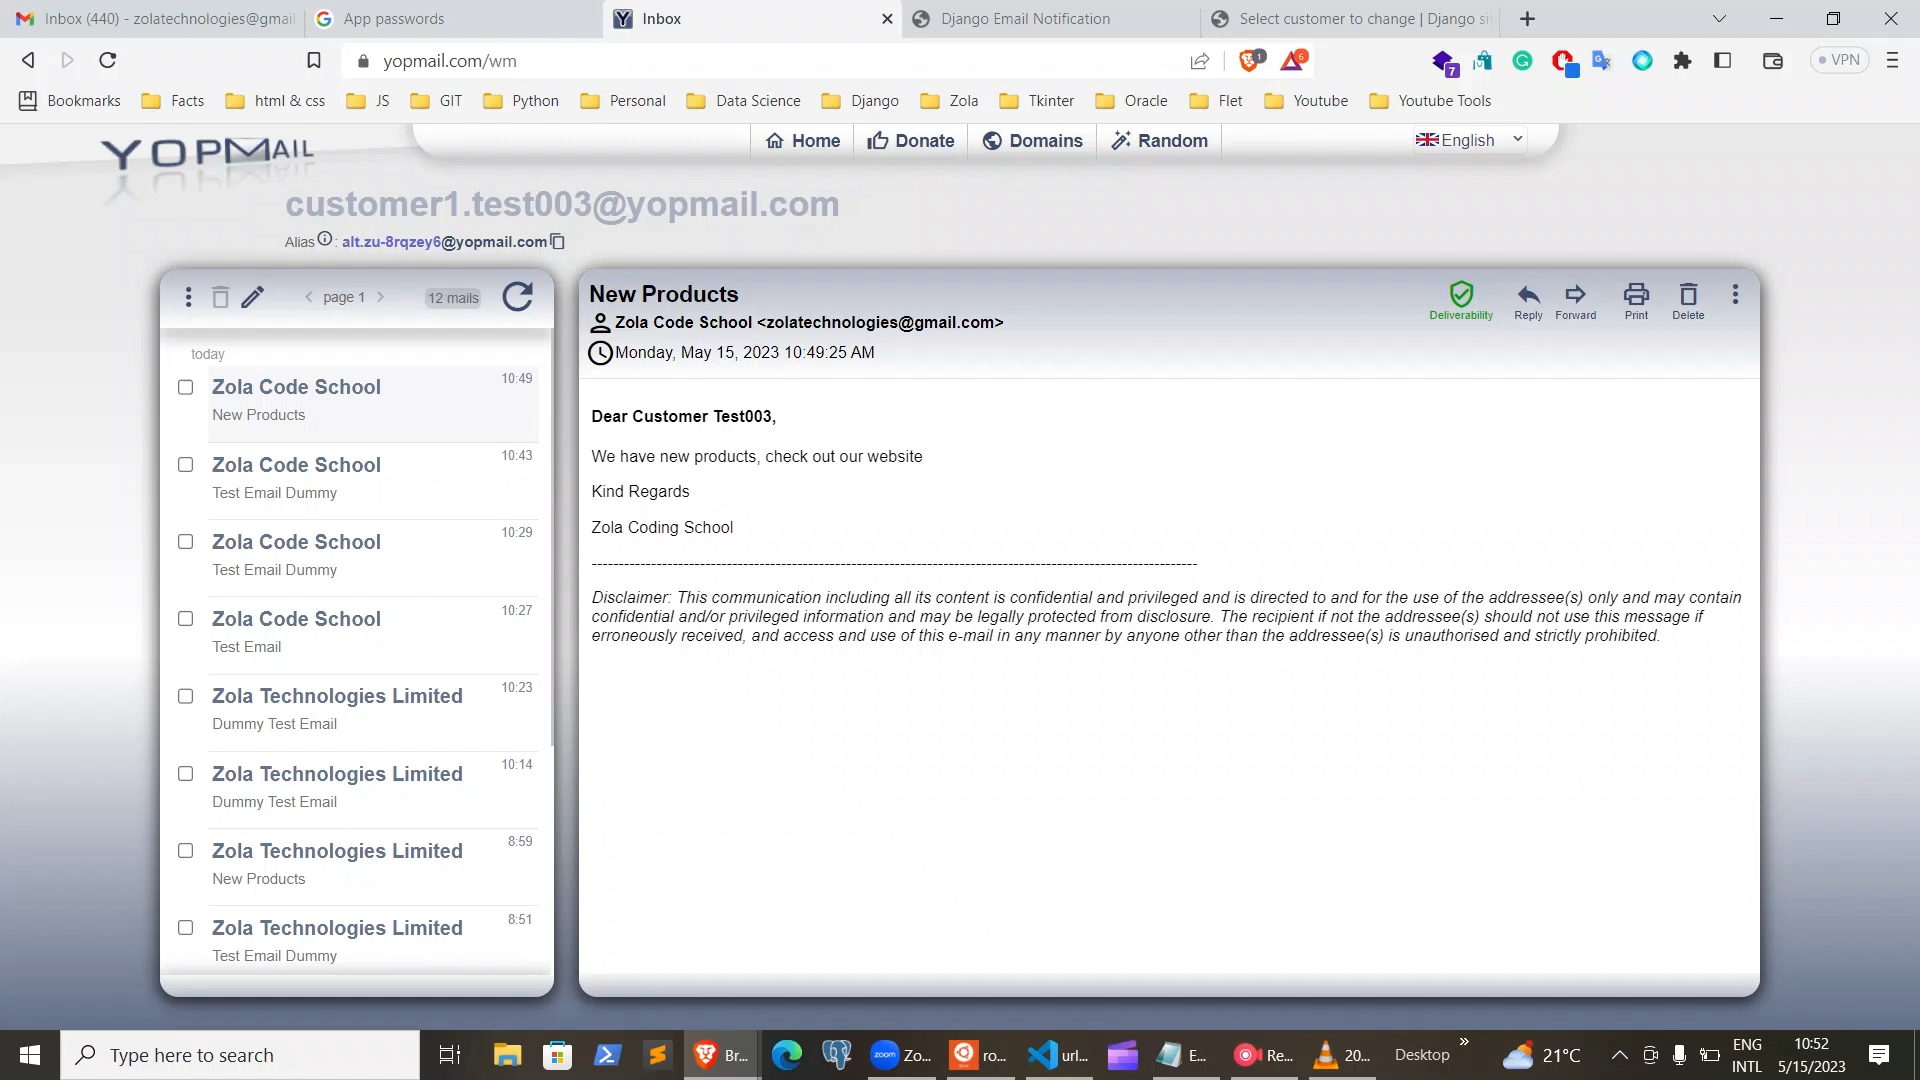 Inbox (440) - zolatechnologies@gmail
App passwords
Inbox
Django Email Notification
Select customer to change | Django si
yopmail.com/wm
1
6
7
VPN
Bookmarks
Facts
html & css
JS
GIT
Python
Personal
Data Science
Django
Zola
Tkinter
Oracle
Flet
Youtube
Youtube Tools
YOPMAIL
Home
Donate
Domains
Random
English
customer1.test003@yopmail.com
Alias : alt.zu-8rqzey6@yopmail.com
page 1
12 mails
today
Zola Code School
10:49
New Products
Zola Code School
10:43
Test Email Dummy
Zola Code School
10:29
Test Email Dummy
Zola Code School
10:27
Test Email
Zola Technologies Limited
10:23
Dummy Test Email
Zola Technologies Limited
10:14
Dummy Test Email
Zola Technologies Limited
8:59
New Products
Zola Technologies Limited
8:51
Test Email Dummy
New Products
Zola Code School <zolatechnologies@gmail.com>
Monday, May 15, 2023 10:49:25 AM
Deliverability
Reply
Forward
Print
Delete
Dear Customer Test003,
We have new products, check out our website
Kind Regards
Zola Coding School
----------------------------------------------------------------------------------------------------------------
Disclaimer: This communication including all its content is confidential and privileged and is directed to and for the use of the addressee(s) only and may contain
confidential and/or privileged information and may be legally protected from disclosure. The recipient if not the addressee(s) should not use this message if
erroneously received, and access and use of this e-mail in any manner by anyone other than the addressee(s) is unauthorised and strictly prohibited.
Type here to search
Br...
zoom
Zo...
ro...
url...
E...
Re...
20...
Desktop
»
21°C
ENG
INTL
10:52
5/15/2023